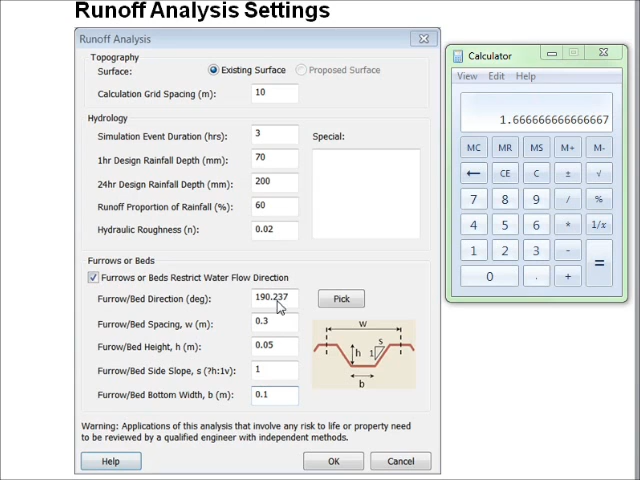 Runoff Analysis Settings
Runoff Analysis
Topography
Surface: Existing Surface Proposed Surface
Calculation Grid Spacing (m): 10
Hydrology
Simulation Event Duration (hrs): 3 Special:
1hr Design Rainfall Depth (mm): 70
24hr Design Rainfall Depth (mm): 200
Runoff Proportion of Rainfall (%): 60
Hydraulic Roughness (n): 0.02
Furrows or Beds
Furrows or Beds Restrict Water Flow Direction
Furrow/Bed Direction (deg): 190.237 Pick
Furrow/Bed Spacing, w (m): 0.3
Furow/Bed Height, h (m): 0.05
Furrow/Bed Side Slope, s (?h:1v) 1
Furrow/Bed Bottom Width, b (m): 0.1
w
s
h 1
b
Warning: Applications of this analysis that involve any risk to life or property need
to be reviewed by a qualified engineer with independent methods.
Help OK Cancel
Calculator
View Edit Help
1.666666666666667
MC MR MS M+ M-
← CE C ± √
7 8 9 / %
4 5 6 * 1/x
1 2 3 - =
0 . +